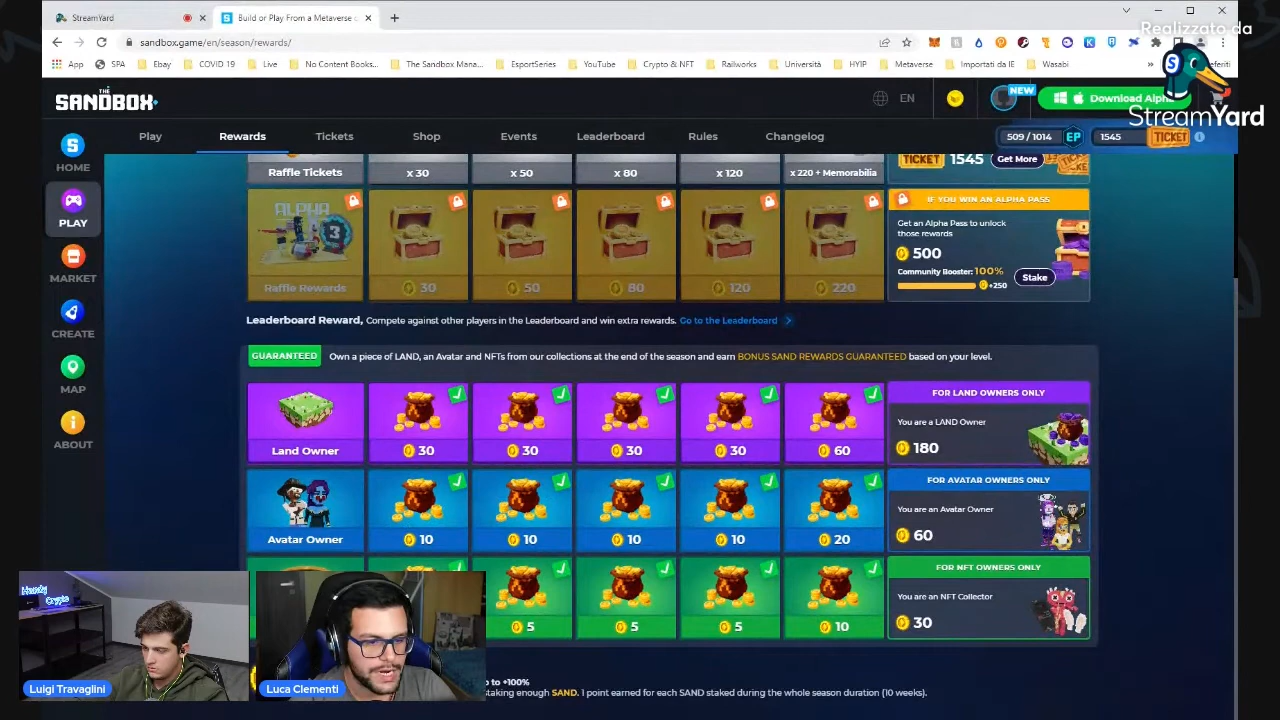 StreamYard
Build or Play From a Metaverse
Realizzato da
StreamYard
sandbox.game/en/season/rewards/
App
SPA
Ebay
COVID 19
Live
No Content Books...
The Sandbox Mana...
EsportSeries
YouTube
Crypto & NFT
Railworks
Università
HYIP
Metaverse
Importati da IE
Wasabi
THE
SANDBOX
EN
NEW
Download Alpha
Play
Rewards
Tickets
Shop
Events
Leaderboard
Rules
Changelog
509 / 1014 EP
1545 TICKET
HOME
PLAY
MARKET
CREATE
MAP
ABOUT
Raffle Tickets
x 30
x 50
x 80
x 120
x 220 + Memorabilia
TICKET 1545 Get More
ALPHA
3
Raffle Rewards
30
50
80
120
220
IF YOU WIN AN ALPHA PASS
Get an Alpha Pass to unlock
those rewards
500
Community Booster: 100%
+250
Stake
Leaderboard Reward, Compete against other players in the Leaderboard and win extra rewards. Go to the Leaderboard >
GUARANTEED Own a piece of LAND, an Avatar and NFTs from our collections at the end of the season and earn BONUS SAND REWARDS GUARANTEED based on your level.
Land Owner
30
30
30
30
60
FOR LAND OWNERS ONLY
You are a LAND Owner
180
Avatar Owner
10
10
10
10
20
FOR AVATAR OWNERS ONLY
You are an Avatar Owner
60
5
5
5
10
FOR NFT OWNERS ONLY
You are an NFT Collector
30
Crypto
Luigi Travaglini
Luca Clementi
to +100%
staking enough SAND. 1 point earned for each SAND staked during the whole season duration (10 weeks).